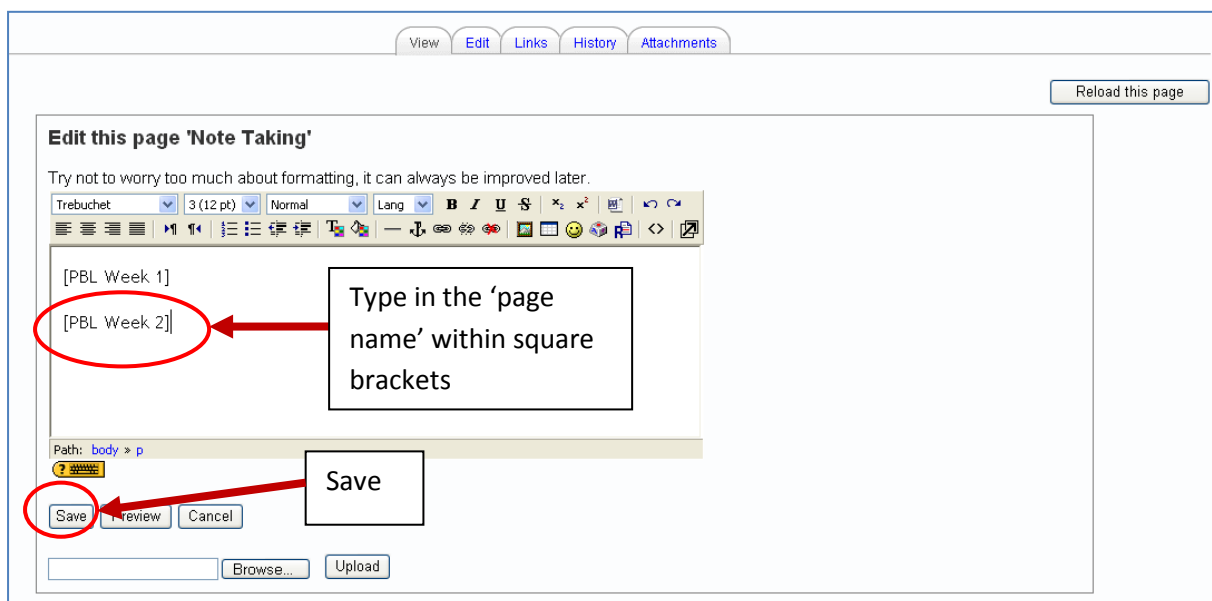 View Edit Links History Attachments
Reload this page
Edit this page 'Note Taking'
Try not to worry too much about formatting, it can always be improved later.
Trebuchet 3 (12 pt) Normal Lang B I U S x₂ x²
[PBL Week 1]
[PBL Week 2]
Type in the ‘page
name’ within square
brackets
Path: body » p
?
Save
Save Preview Cancel
Browse... Upload